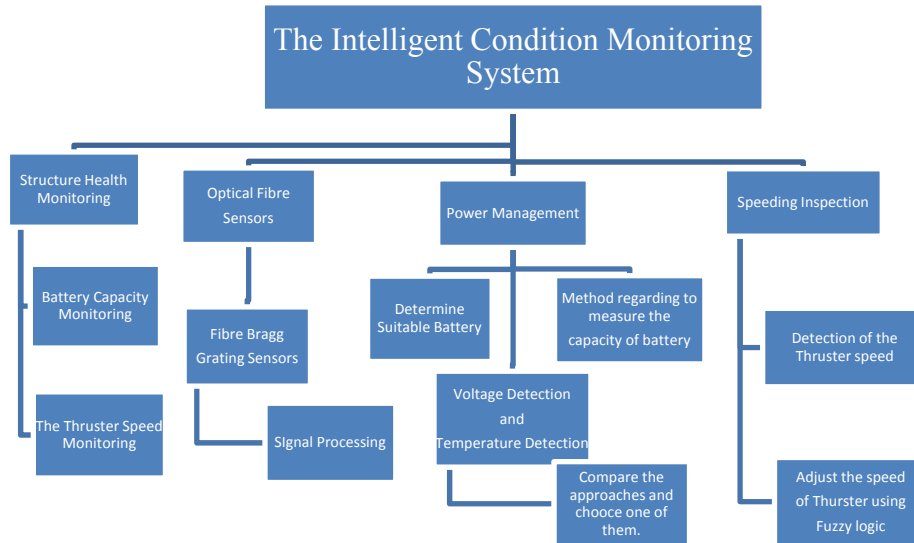 The Intelligent Condition Monitoring
System
Structure Health
Monitoring
Battery Capacity
Monitoring
The Thruster Speed
Monitoring
Optical Fibre
Sensors
Fibre Bragg
Grating Sensors
SIgnal Processing
Power Management
Determine
Suitable Battery
Method regarding to
measure the
capacity of battery
Voltage Detection
and
Temperature Detection
Compare the
approaches and
chooce one of
them.
Speeding Inspection
Detection of the
Thruster speed
Adjust the speed
of Thurster using
Fuzzy logic